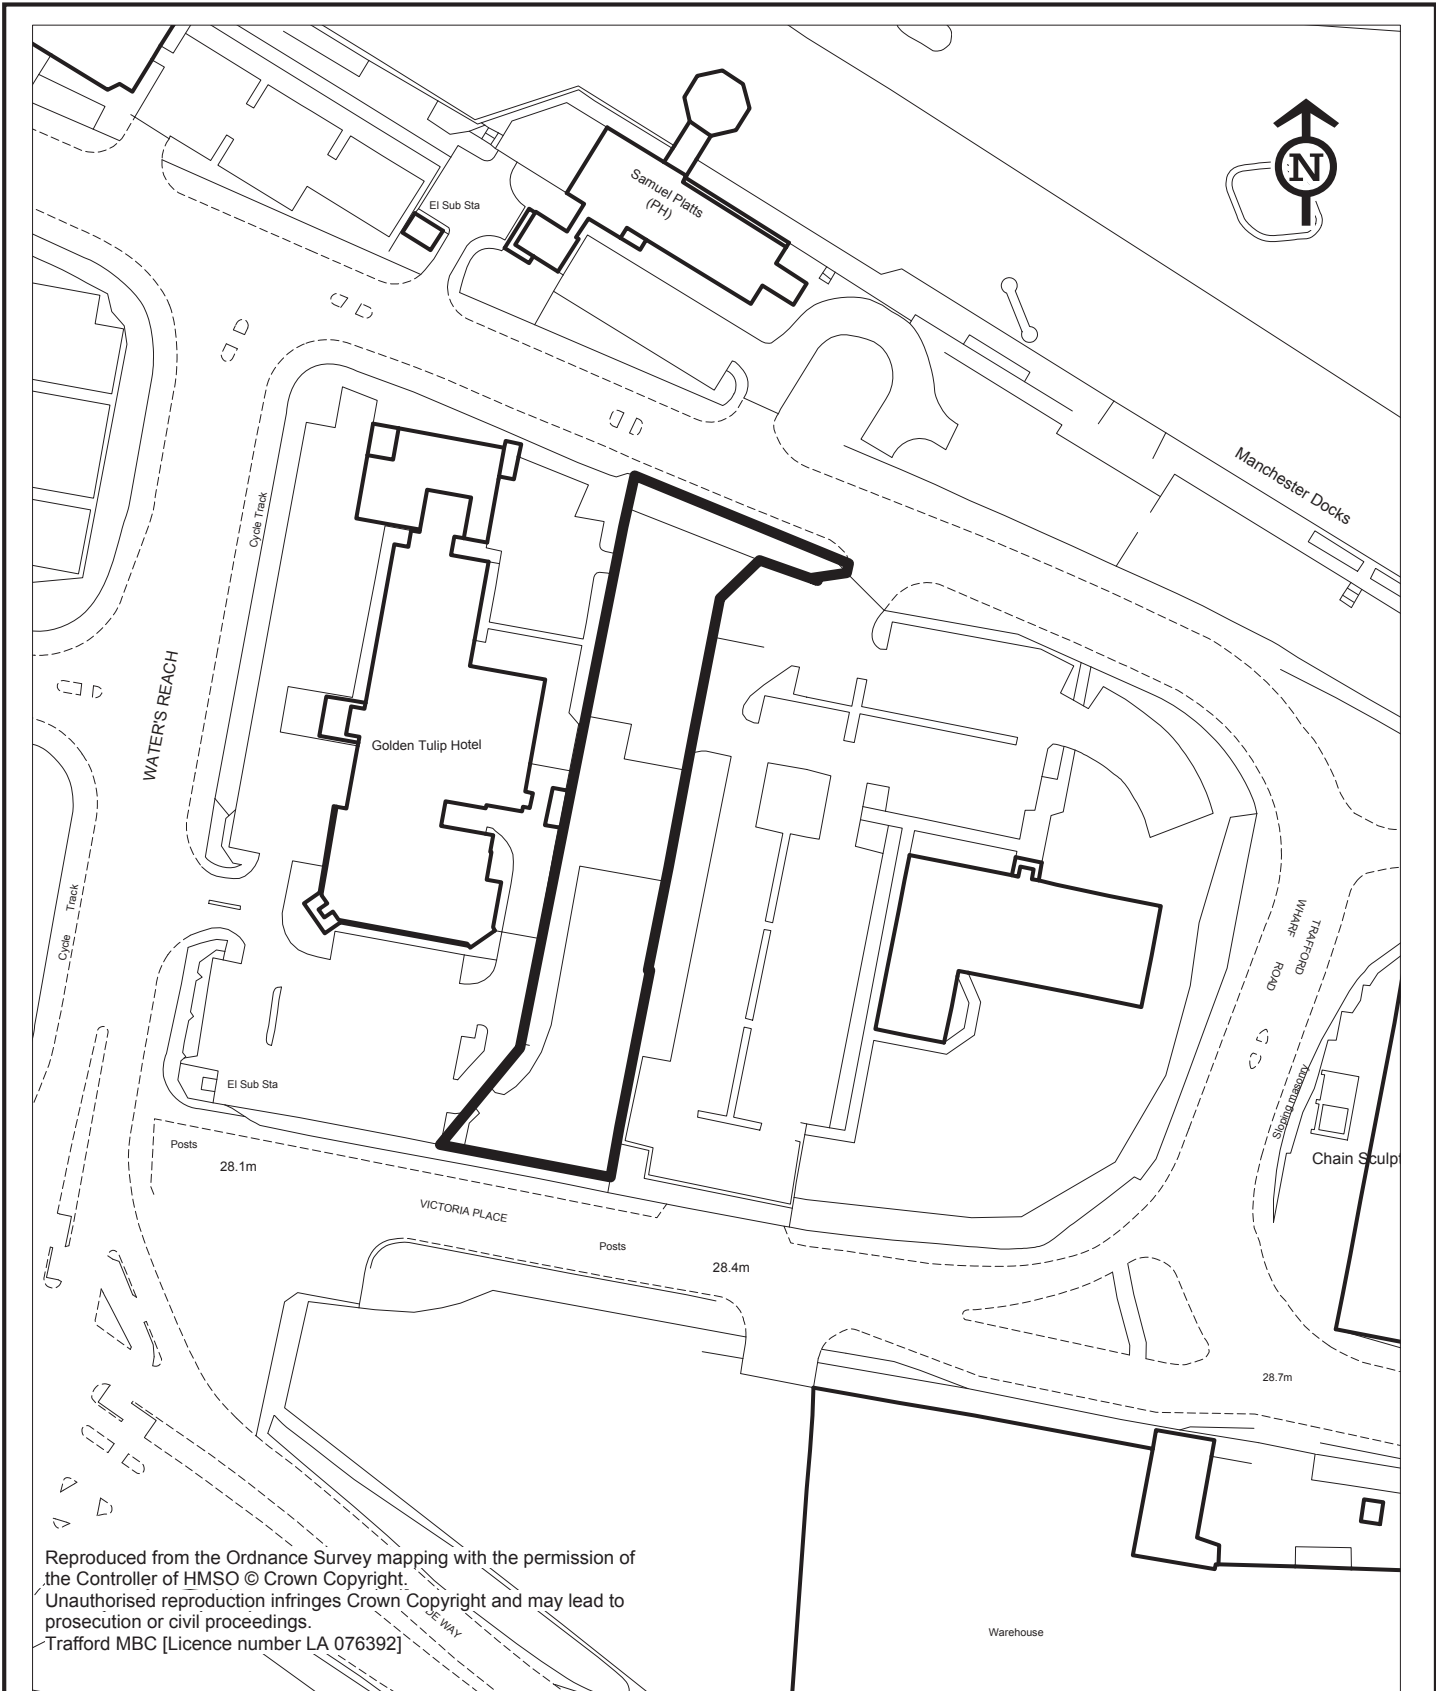 El Sub Sta
Samuel Platts
(PH)
N
Manchester Docks
Cycle Track
WATER'S REACH
Golden Tulip Hotel
Cycle Track
TRAFFORD
WHARF ROAD
Sloping masonry
El Sub Sta
Posts
28.1m
Chain Sculpt
VICTORIA PLACE
Posts
28.4m
28.7m
Reproduced from the Ordnance Survey mapping with the permission of
the Controller of HMSO © Crown Copyright.
Unauthorised reproduction infringes Crown Copyright and may lead to
prosecution or civil proceedings.
Trafford MBC [Licence number LA 076392]
WAY
Warehouse